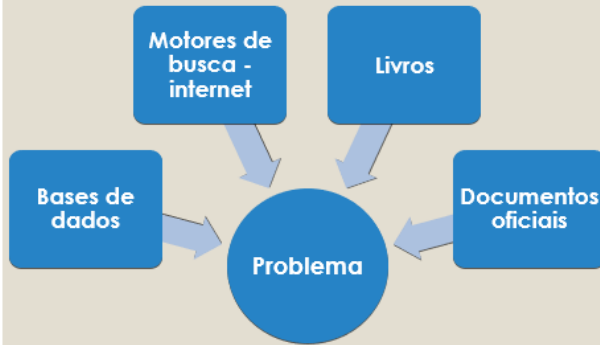 Motores de
busca -
internet
Livros
Bases de
dados
Documentos
oficiais
Problema